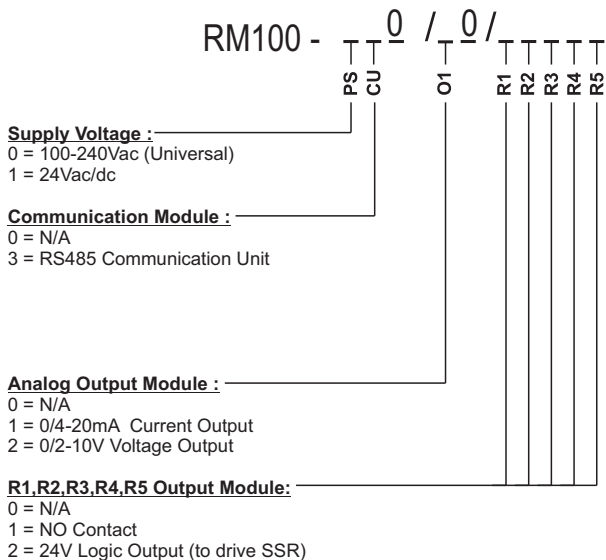 RM100 - _ _ 0 / _ 0 / _ _ _ _ _
PS CU O1 R1 R2 R3 R4 R5
Supply Voltage :
0 = 100-240Vac (Universal)
1 = 24Vac/dc
Communication Module :
0 = N/A
3 = RS485 Communication Unit
Analog Output Module :
0 = N/A
1 = 0/4-20mA Current Output
2 = 0/2-10V Voltage Output
R1,R2,R3,R4,R5 Output Module:
0 = N/A
1 = NO Contact
2 = 24V Logic Output (to drive SSR)